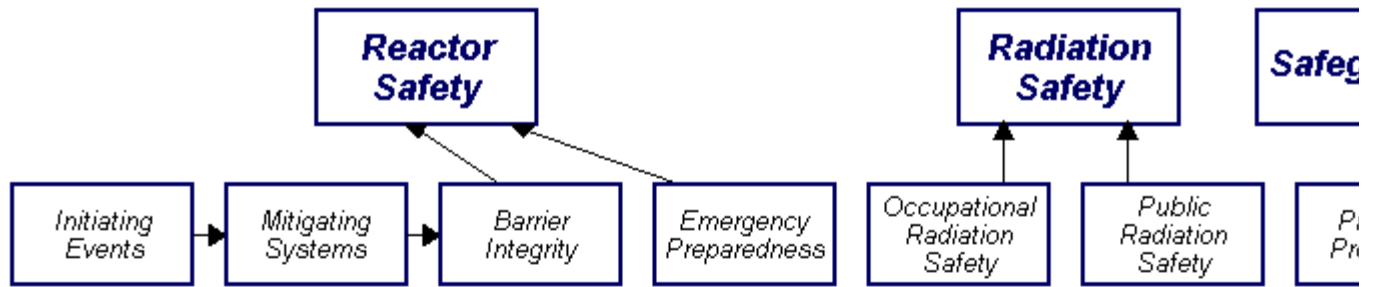 Reactor
Safety
Radiation
Safety
Initiating
Events
Mitigating
Systems
Barrier
Integrity
Emergency
Preparedness
Occupational
Radiation
Safety
Public
Radiation
Safety